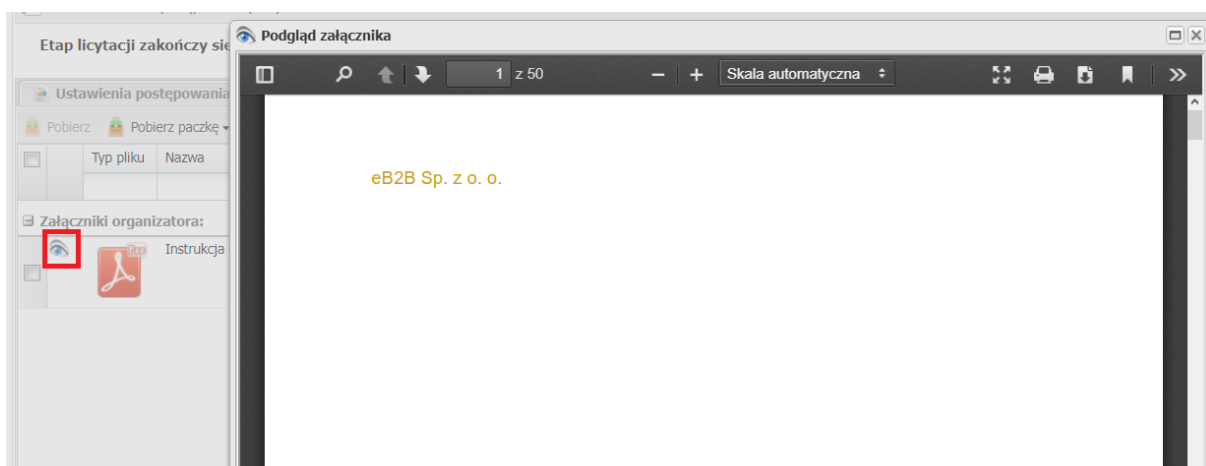 Podgląd załącznika
Etap licytacji zakończy się
1 z 50
Skala automatyczna
Ustawienia postępowania
Pobierz
Pobierz paczkę
Typ pliku
Nazwa
eB2B Sp. z o. o.
Załączniki organizatora:
Instrukcja